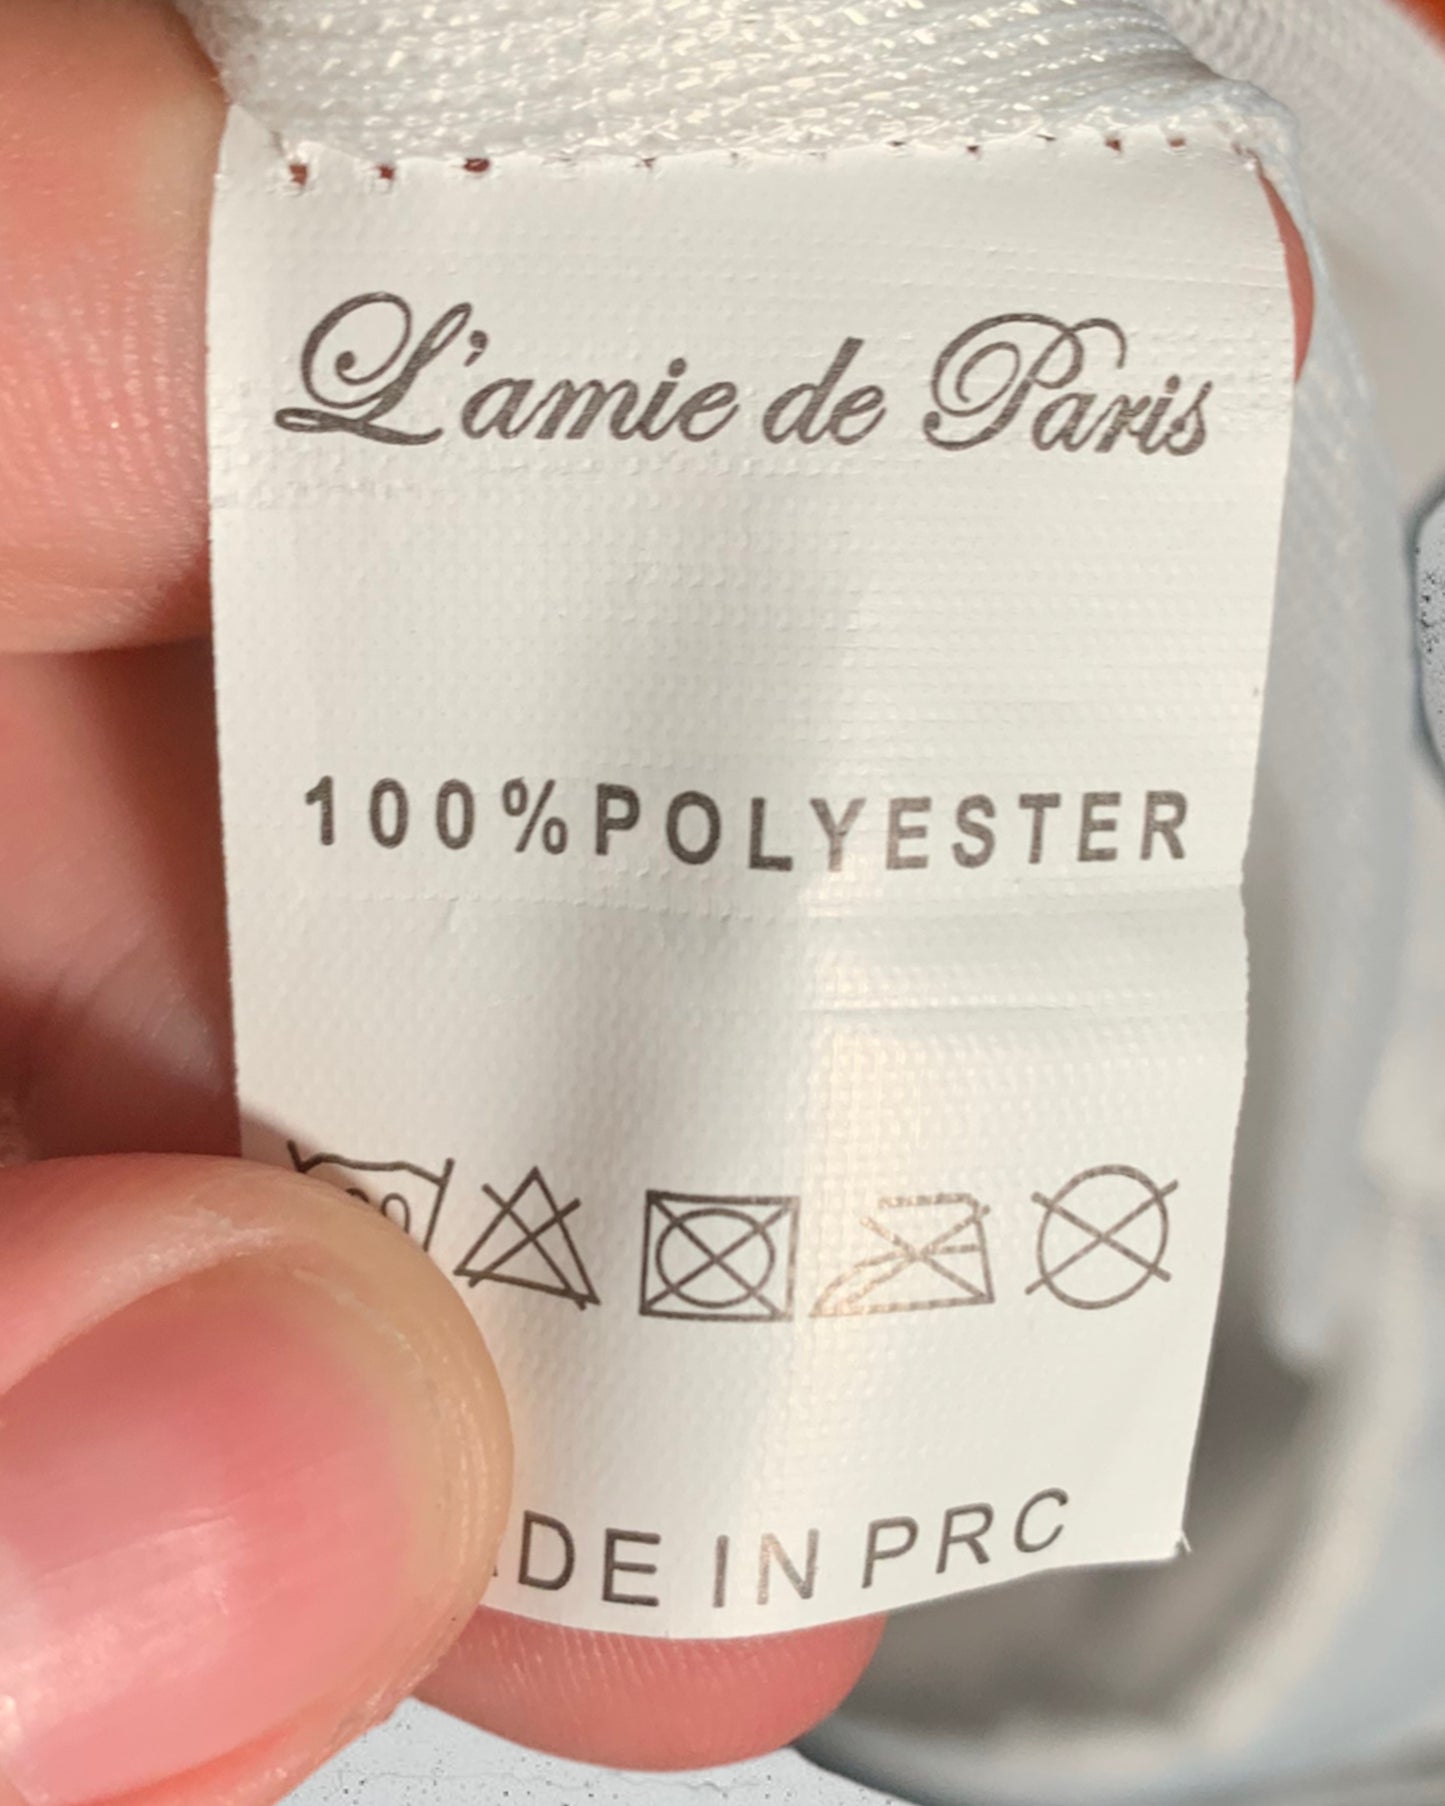 L'amie de Paris
100%POLYESTER
DE IN PRC